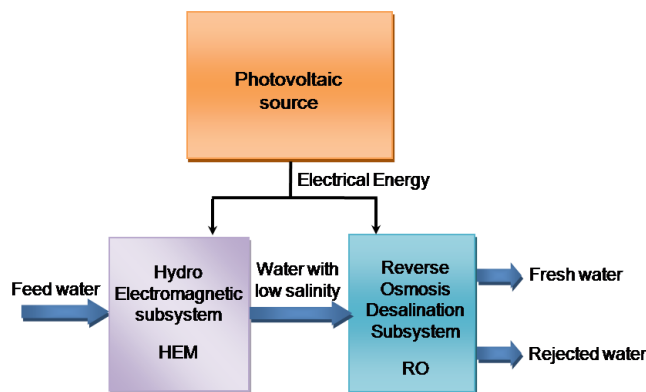 Photovoltaic
source
Electrical Energy
Feed water
Hydro
Electromagnetic
subsystem
HEM
Water with
low salinity
Reverse
Osmosis
Desalination
Subsystem
RO
Fresh water
Rejected water